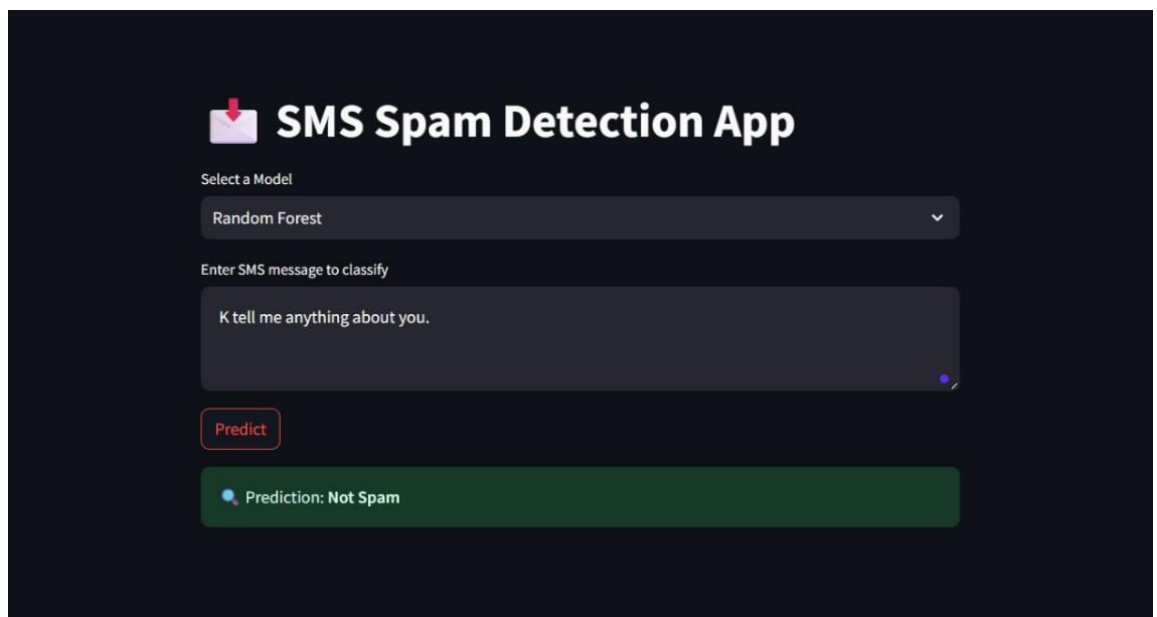 SMS Spam Detection App
Select a Model
Random Forest
Enter SMS message to classify
K tell me anything about you.
Predict
Prediction: Not Spam